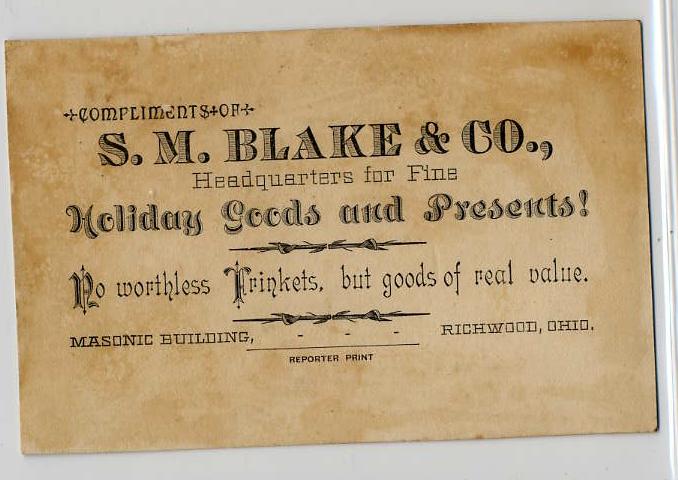 COMPLIMENTS OF
S. M. BLAKE & CO.,
Headquarters for Fine
Holiday Goods and Presents!
No worthless Trinkets, but goods of real value.
MASONIC BUILDING, - - - RICHWOOD, OHIO.
REPORTER PRINT